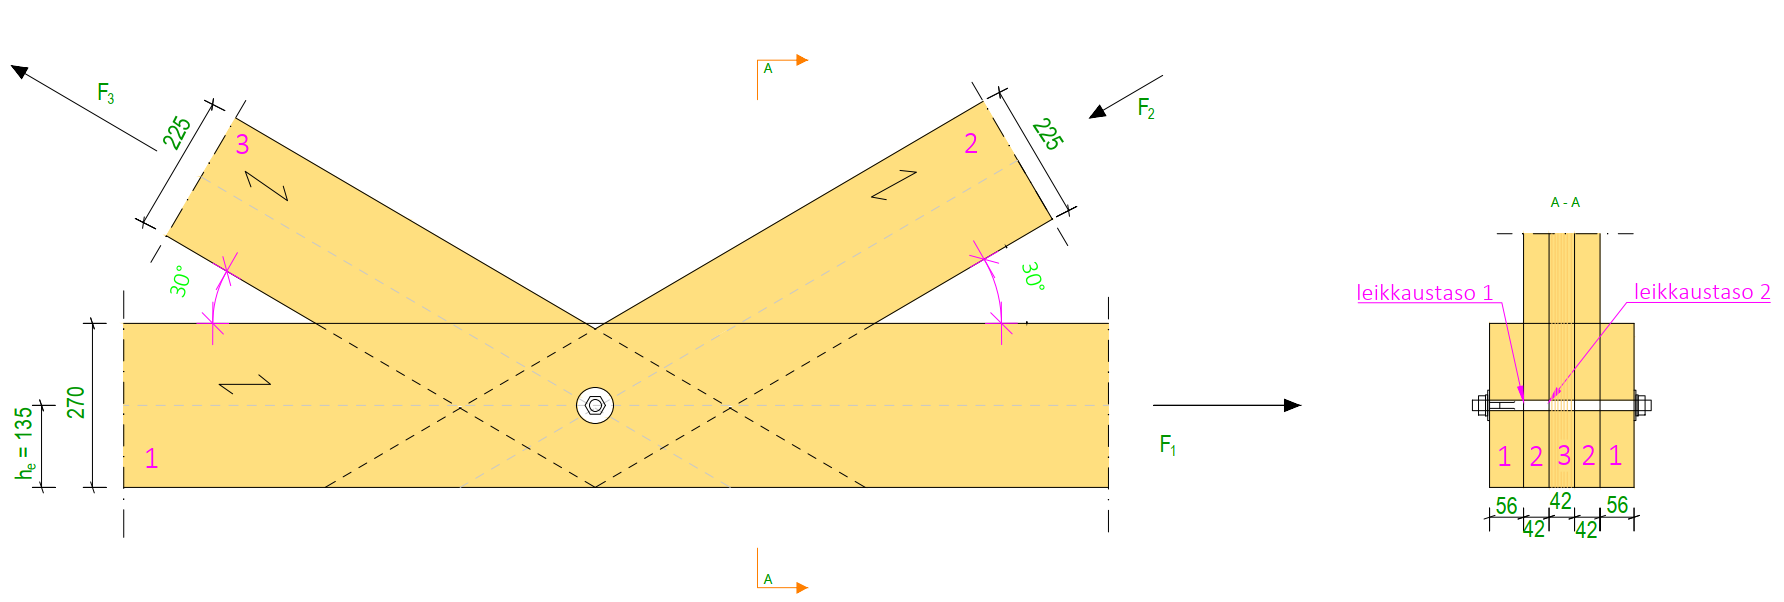 F3
225
3
30°
A
F2
2
225
30°
270
he = 135
1
F1
A
A - A
leikkaustaso 1
leikkaustaso 2
1 2 3 2 1
56 42 42 42 56